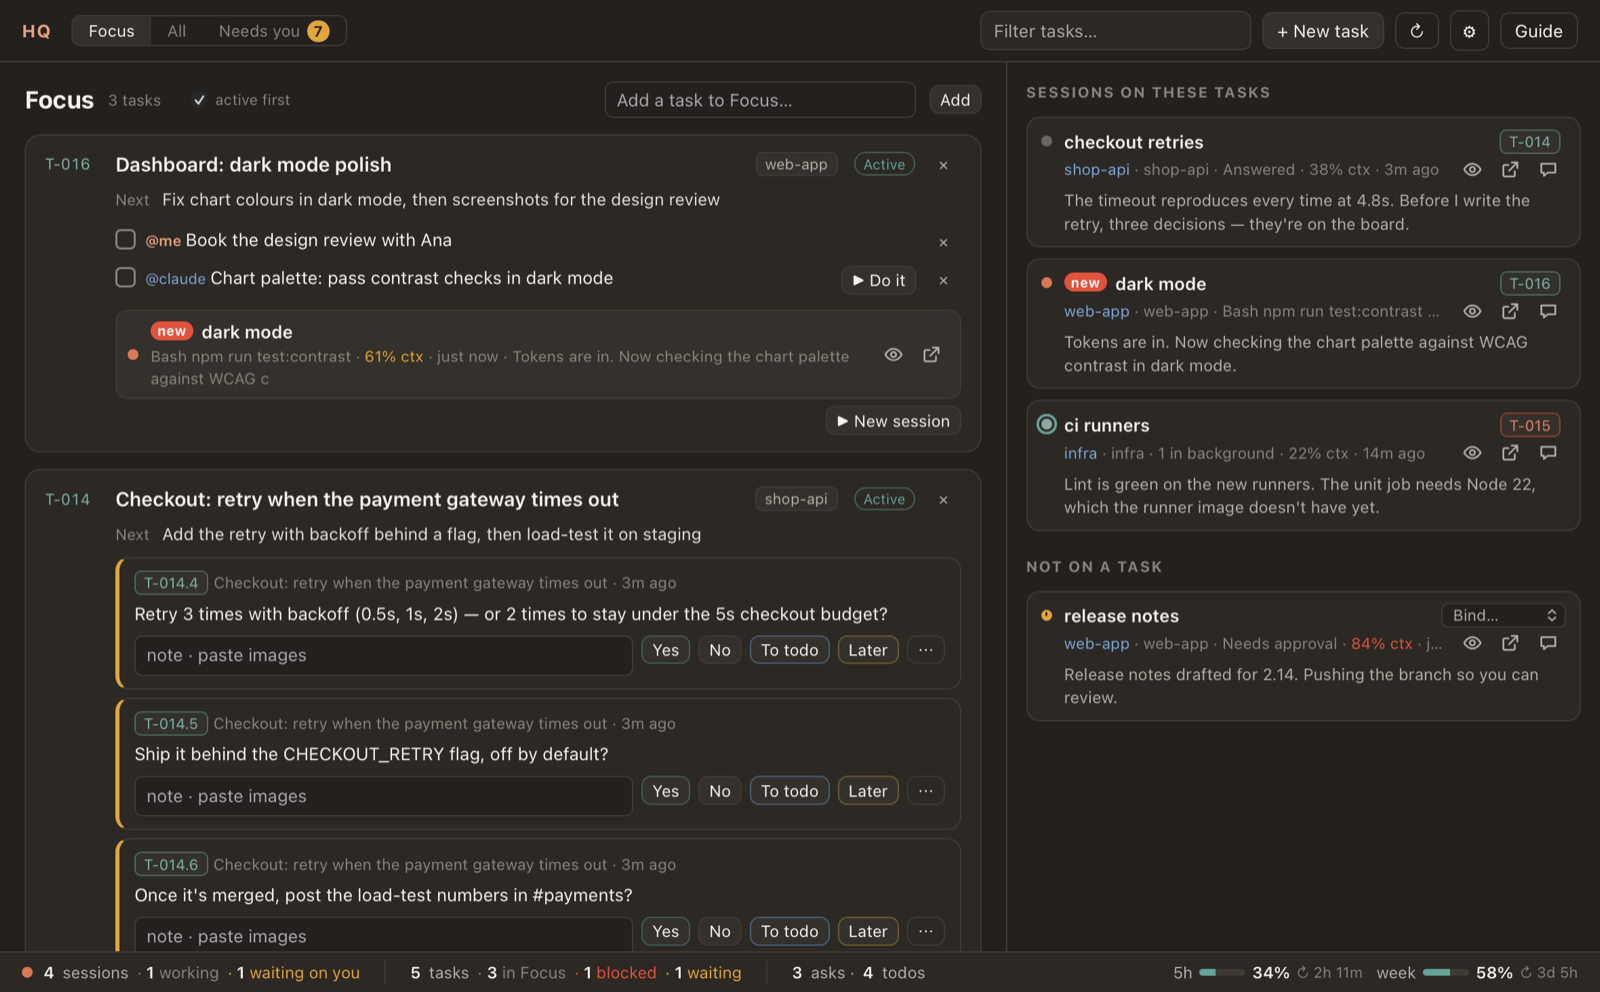 HQ Focus All Needs you 7 Filter tasks... + New task Guide
Focus 3 tasks active first Add a task to Focus... Add
T-016 Dashboard: dark mode polish web-app Active ×
Next Fix chart colours in dark mode, then screenshots for the design review
@me Book the design review with Ana ×
@claude Chart palette: pass contrast checks in dark mode ▶ Do it ×
new dark mode
Bash npm run test:contrast · 61% ctx · just now · Tokens are in. Now checking the chart palette
against WCAG c
▶ New session
T-014 Checkout: retry when the payment gateway times out shop-api Active ×
Next Add the retry with backoff behind a flag, then load-test it on staging
T-014.4 Checkout: retry when the payment gateway times out · 3m ago
Retry 3 times with backoff (0.5s, 1s, 2s) — or 2 times to stay under the 5s checkout budget?
note · paste images Yes No To todo Later ···
T-014.5 Checkout: retry when the payment gateway times out · 3m ago
Ship it behind the CHECKOUT_RETRY flag, off by default?
note · paste images Yes No To todo Later ···
T-014.6 Checkout: retry when the payment gateway times out · 3m ago
Once it's merged, post the load-test numbers in #payments?
note · paste images Yes No To todo Later ···
SESSIONS ON THESE TASKS
checkout retries T-014
shop-api · shop-api · Answered · 38% ctx · 3m ago
The timeout reproduces every time at 4.8s. Before I write the
retry, three decisions — they're on the board.
new dark mode T-016
web-app · web-app · Bash npm run test:contrast ...
Tokens are in. Now checking the chart palette against WCAG
contrast in dark mode.
ci runners T-015
infra · infra · 1 in background · 22% ctx · 14m ago
Lint is green on the new runners. The unit job needs Node 22,
which the runner image doesn't have yet.
NOT ON A TASK
release notes Bind...
web-app · web-app · Needs approval · 84% ctx · j...
Release notes drafted for 2.14. Pushing the branch so you can
review.
4 sessions · 1 working · 1 waiting on you 5 tasks · 3 in Focus · 1 blocked · 1 waiting 3 asks · 4 todos 5h 34% 2h 11m week 58% 3d 5h